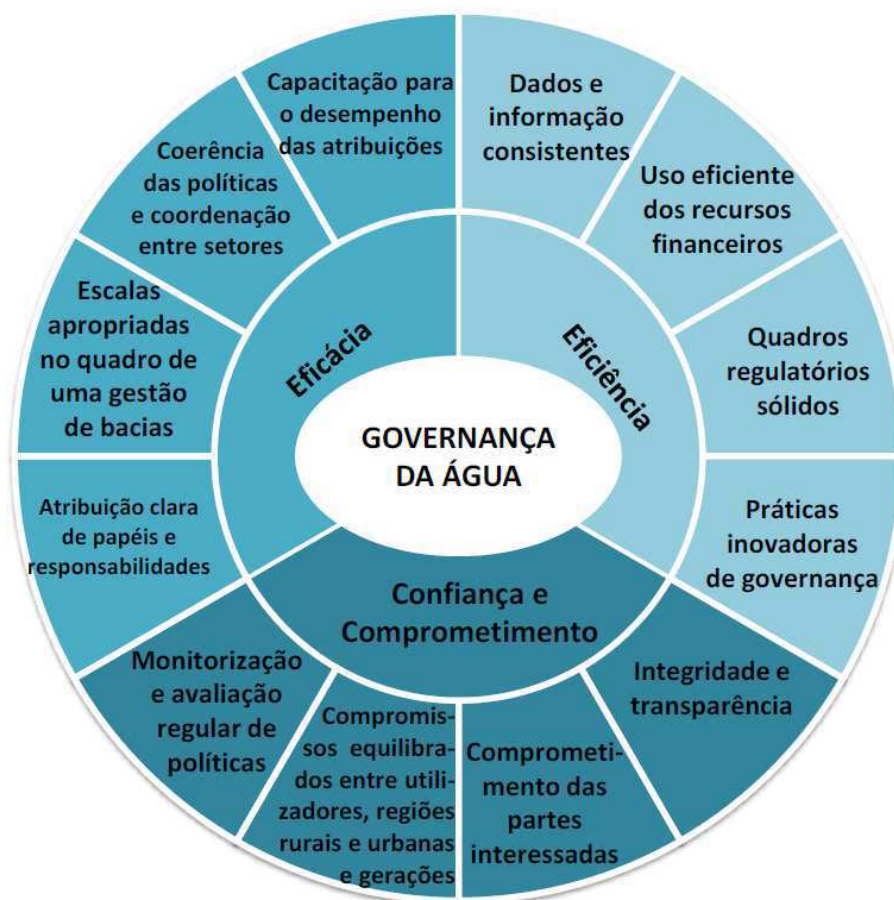 GOVERNANÇA
DA ÁGUA
Eficácia
Eficiência
Confiança e
Comprometimento
Capacitação para
o desempenho
das atribuições
Dados e
informação
consistentes
Uso eficiente
dos recursos
financeiros
Quadros
regulatórios
sólidos
Práticas
inovadoras
de governança
Integridade e
transparência
Comprometi-
mento das
partes
interessadas
Compromis-
sos equilibra-
dos entre utili-
zadores, regiões
rurais e urbanas
e gerações
Monitorização
e avaliação
regular de
políticas
Atribuição clara
de papéis e
responsabilidades
Escalas
apropriadas
no quadro de
uma gestão
de bacias
Coerência
das políticas
e coordenação
entre setores